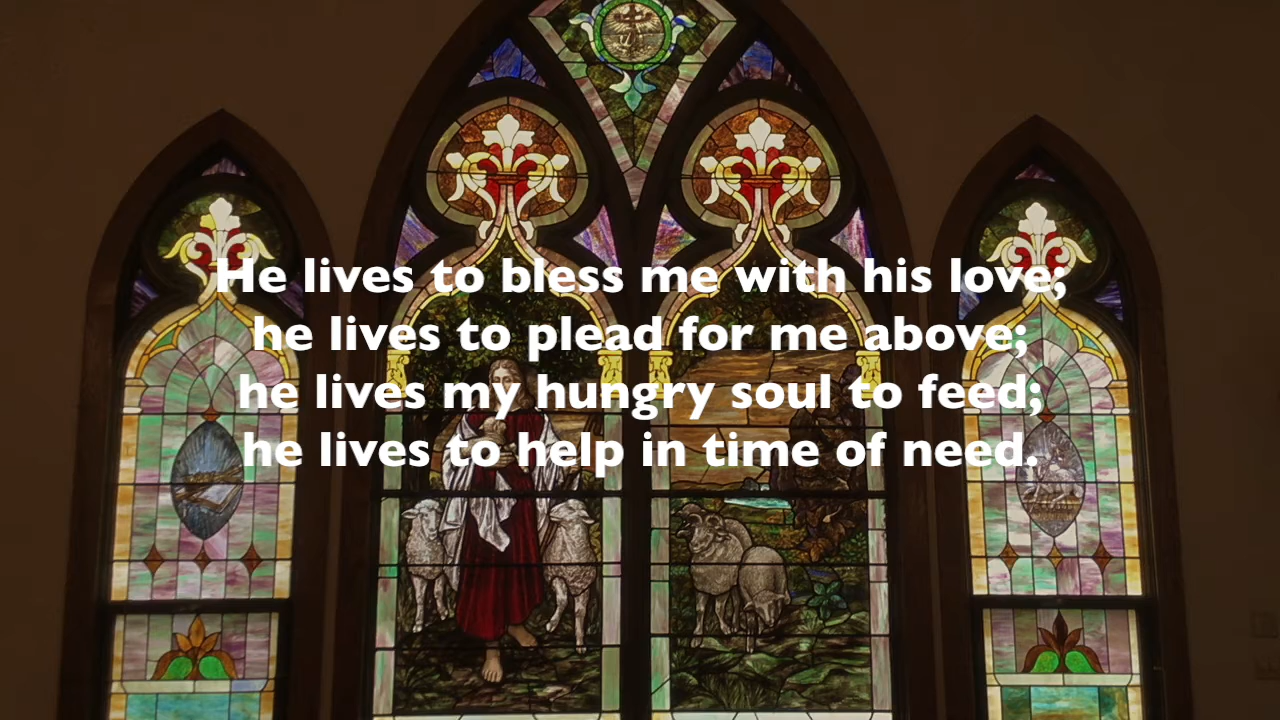 He lives to bless me with his love;
he lives to plead for me above;
he lives my hungry soul to feed;
he lives to help in time of need.